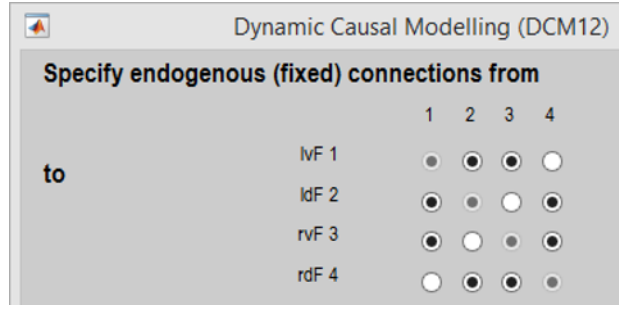 Dynamic Causal Modelling (DCM12)
Specify endogenous (fixed) connections from
1 2 3 4
to
lvF 1
ldF 2
rvF 3
rdF 4